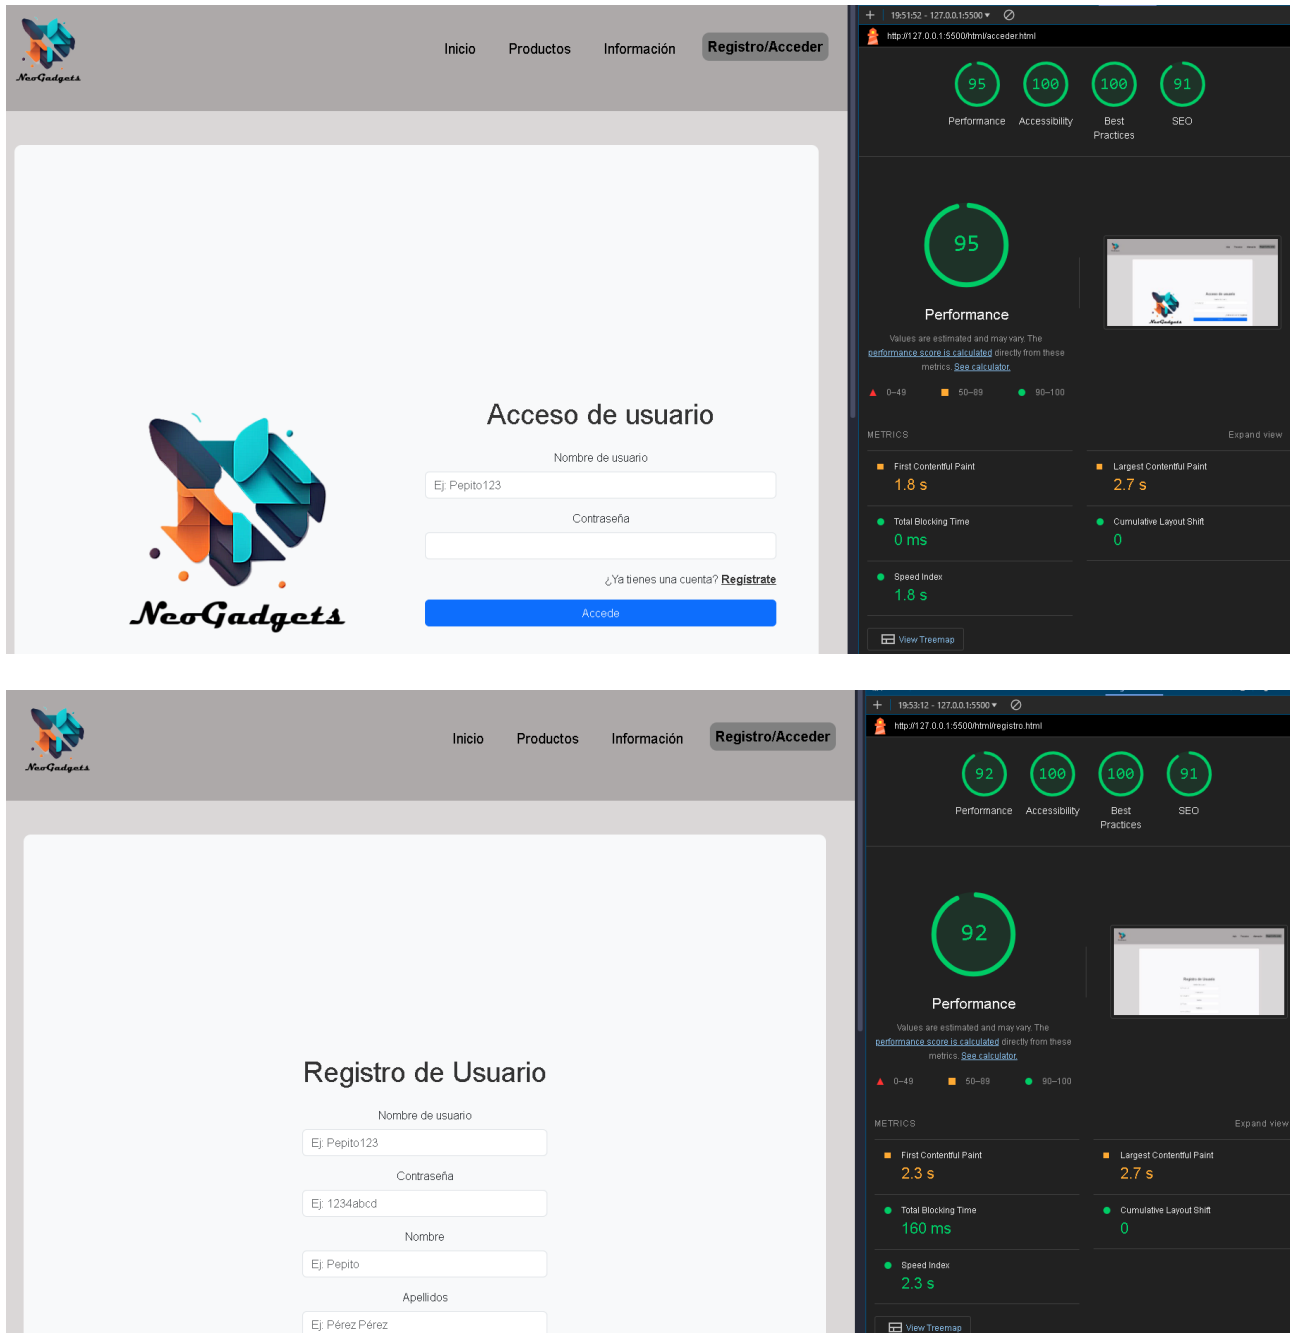 NeoGadgets
Inicio Productos Información Registro/Acceder
Acceso de usuario
Nombre de usuario
Ej: Pepito123
Contraseña
¿Ya tienes una cuenta? Regístrate
Accede
NeoGadgets
19:51:52 - 127.0.0.1:5500
http://127.0.0.1:5500/html/acceder.html
95 100 100 91
Performance Accessibility Best Practices SEO
95
Performance
Values are estimated and may vary. The
performance score is calculated directly from these
metrics. See calculator.
0–49 50–89 90–100
METRICS Expand view
First Contentful Paint
1.8 s
Largest Contentful Paint
2.7 s
Total Blocking Time
0 ms
Cumulative Layout Shift
0
Speed Index
1.8 s
View Treemap
NeoGadgets
Inicio Productos Información Registro/Acceder
Registro de Usuario
Nombre de usuario
Ej: Pepito123
Contraseña
Ej: 1234abcd
Nombre
Ej: Pepito
Apellidos
Ej: Pérez Pérez
19:53:12 - 127.0.0.1:5500
http://127.0.0.1:5500/html/registro.html
92 100 100 91
Performance Accessibility Best Practices SEO
92
Performance
Values are estimated and may vary. The
performance score is calculated directly from these
metrics. See calculator.
0–49 50–89 90–100
METRICS Expand view
First Contentful Paint
2.3 s
Largest Contentful Paint
2.7 s
Total Blocking Time
160 ms
Cumulative Layout Shift
0
Speed Index
2.3 s
View Treemap